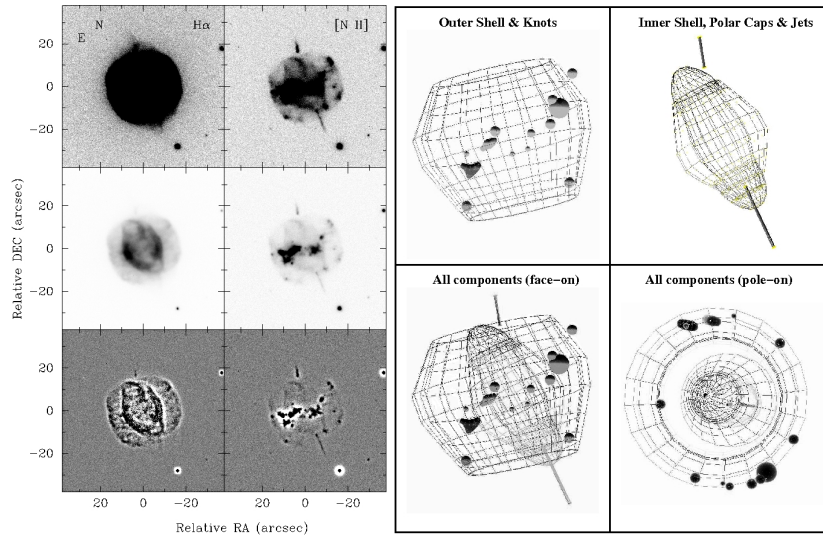 E
N
Hα
[N II]
20
0
−20
20
0
−20
20
0
−20
20
0
−20
20
0
−20
Relative DEC (arcsec)
Relative RA (arcsec)
Outer Shell & Knots
Inner Shell, Polar Caps & Jets
All components (face−on)
All components (pole−on)